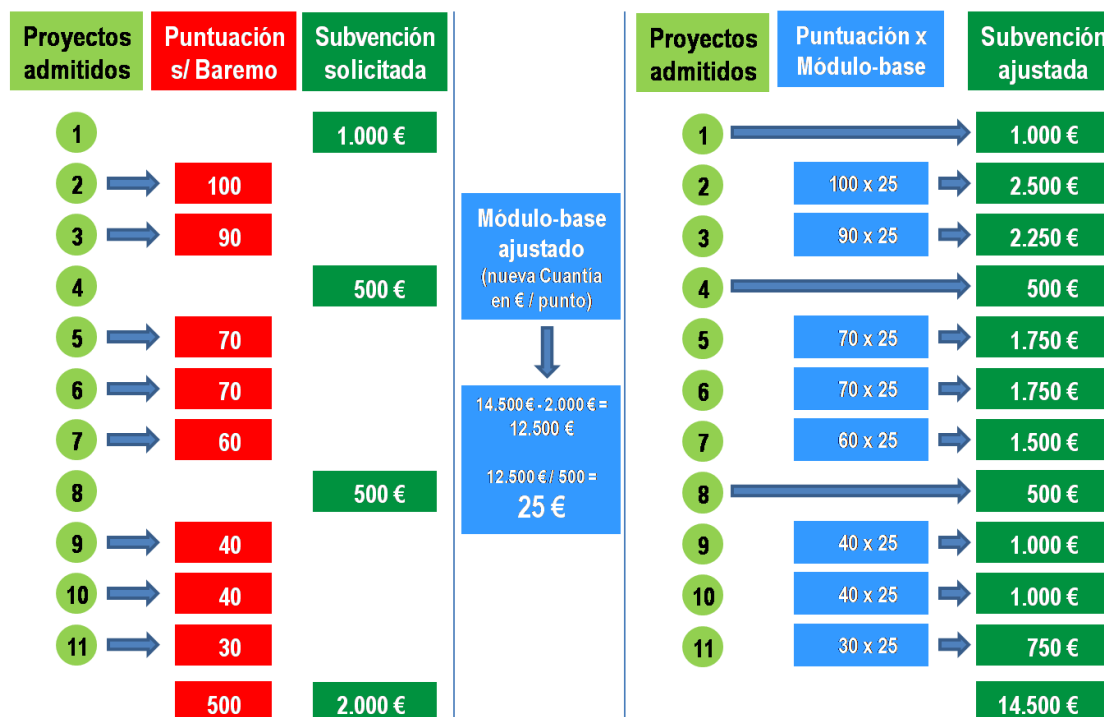 Proyectos admitidos
Puntuación s/ Baremo
Subvención solicitada
1
1.000 €
2
100
3
90
4
500 €
5
70
6
70
7
60
8
500 €
9
40
10
40
11
30
500
2.000 €
Módulo-base
ajustado
(nueva Cuantía
en € / punto)
14.500 € - 2.000 € =
12.500 €
12.500 € / 500 =
25 €
Proyectos admitidos
Puntuación x Módulo-base
Subvención ajustada
1
1.000 €
2
100 x 25
2.500 €
3
90 x 25
2.250 €
4
500 €
5
70 x 25
1.750 €
6
70 x 25
1.750 €
7
60 x 25
1.500 €
8
500 €
9
40 x 25
1.000 €
10
40 x 25
1.000 €
11
30 x 25
750 €
14.500 €